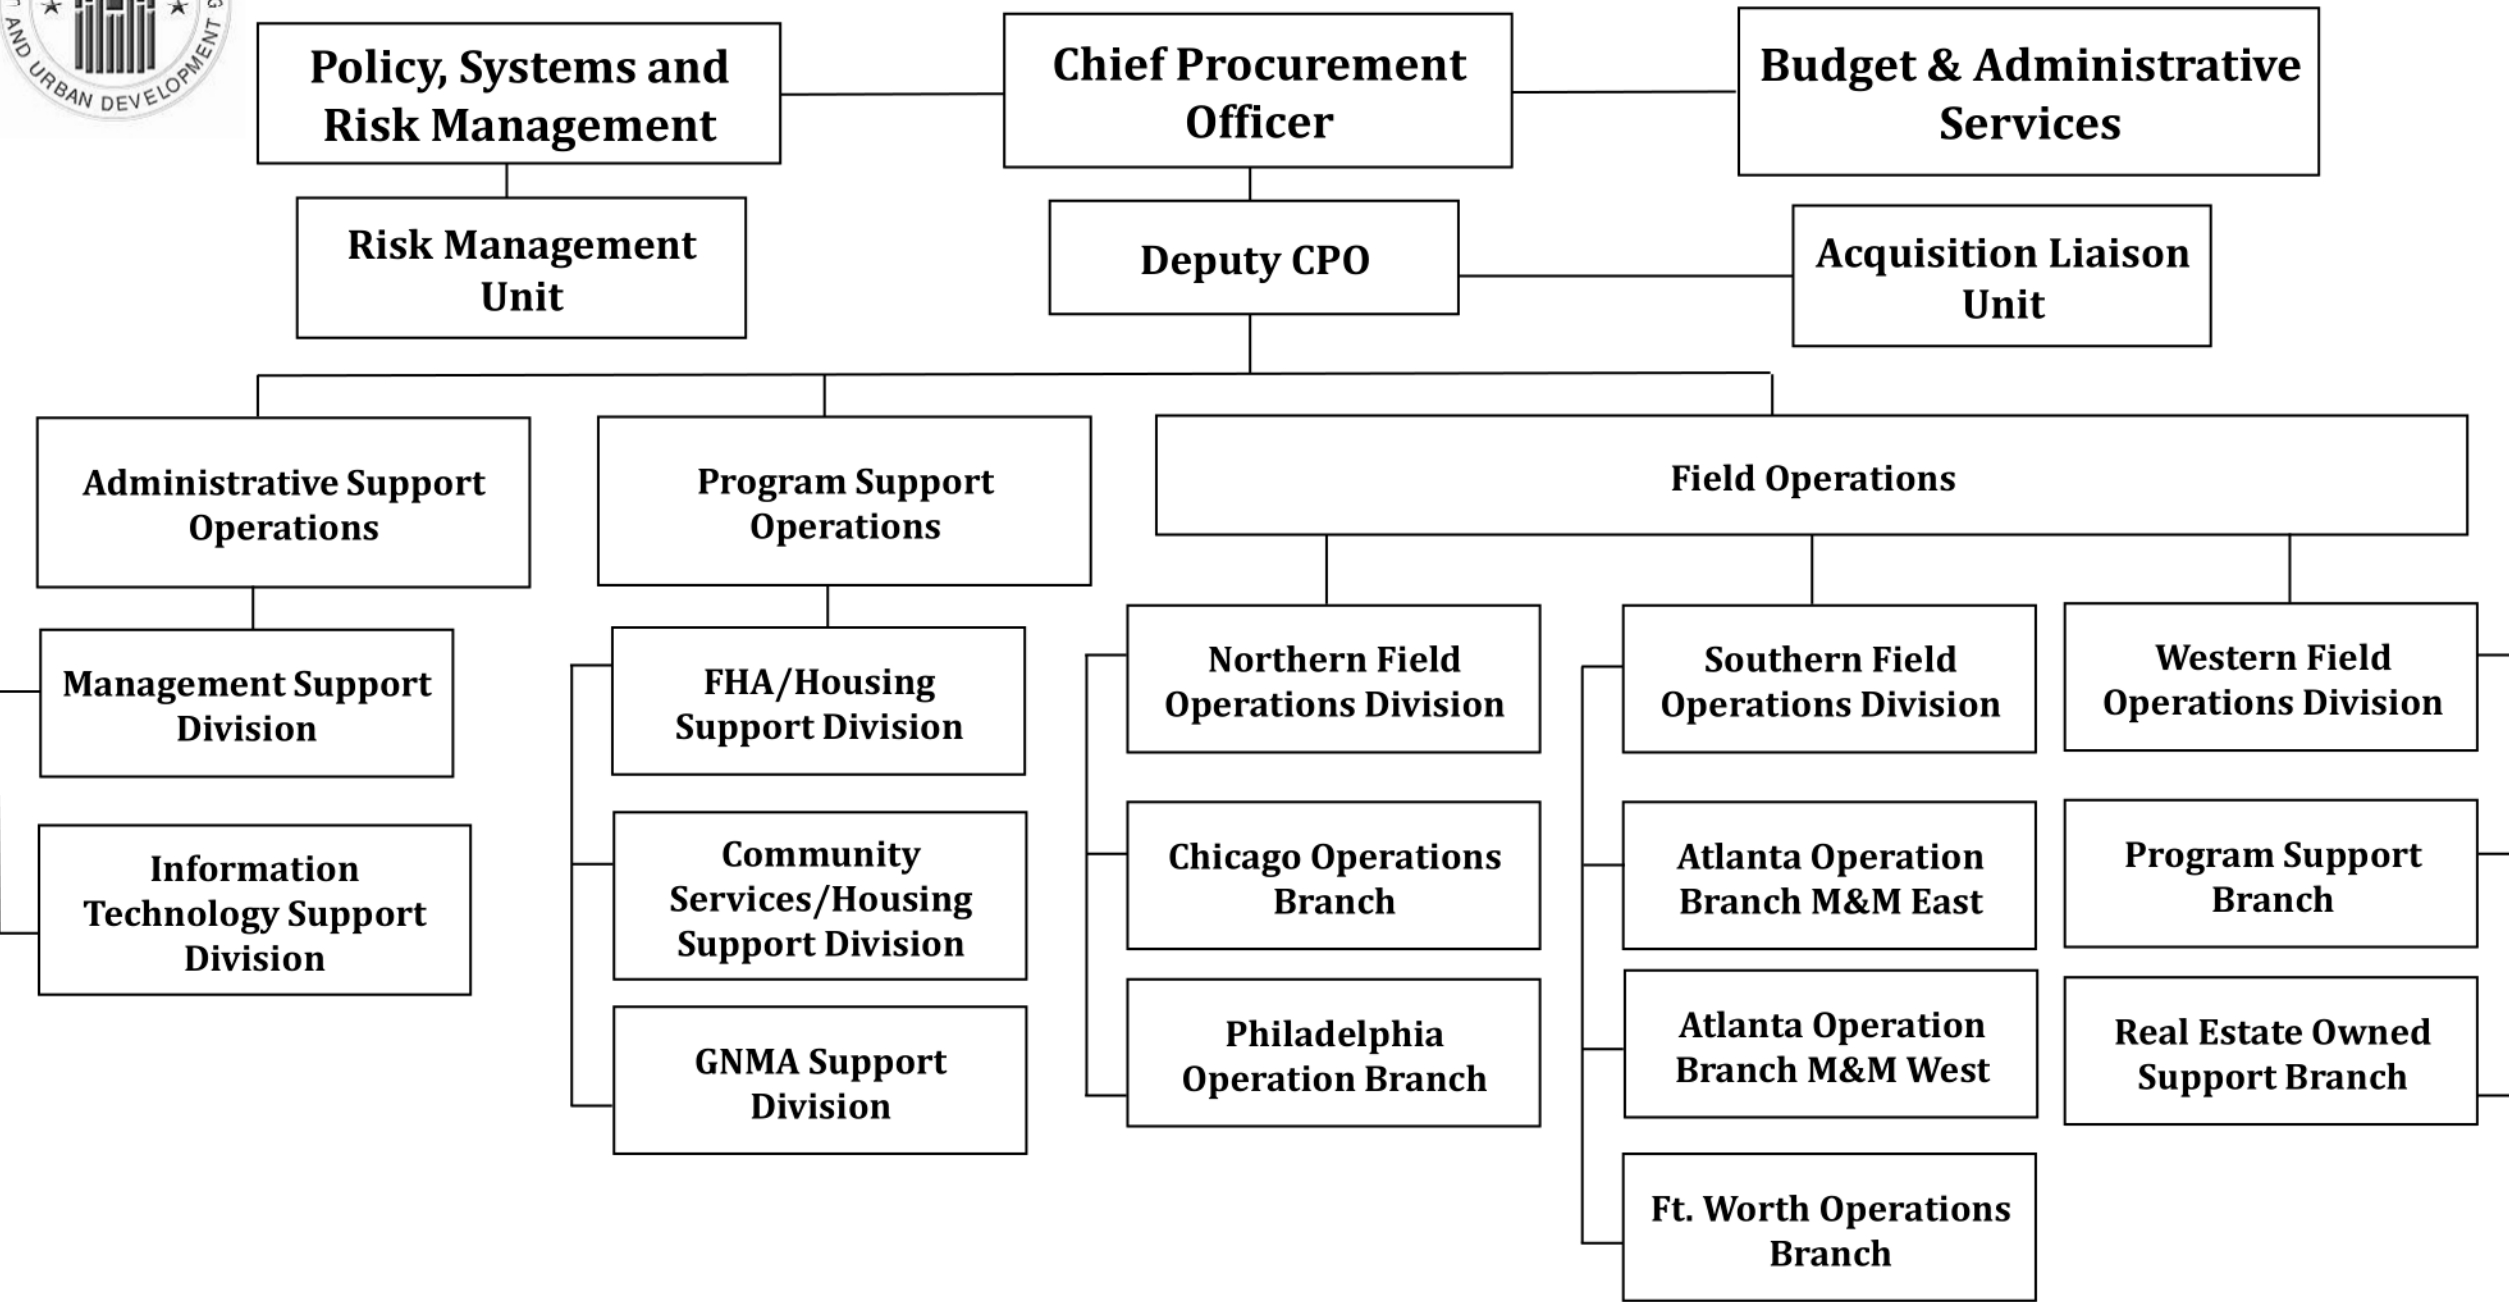 AND URBAN DEVELOPMENT
Policy, Systems and
Risk Management
Chief Procurement
Officer
Budget & Administrative
Services
Risk Management
Unit
Deputy CPO
Acquisition Liaison
Unit
Administrative Support
Operations
Program Support
Operations
Field Operations
Management Support
Division
FHA/Housing
Support Division
Northern Field
Operations Division
Southern Field
Operations Division
Western Field
Operations Division
Information
Technology Support
Division
Community
Services/Housing
Support Division
Chicago Operations
Branch
Atlanta Operation
Branch M&M East
Program Support
Branch
GNMA Support
Division
Philadelphia
Operation Branch
Atlanta Operation
Branch M&M West
Real Estate Owned
Support Branch
Ft. Worth Operations
Branch